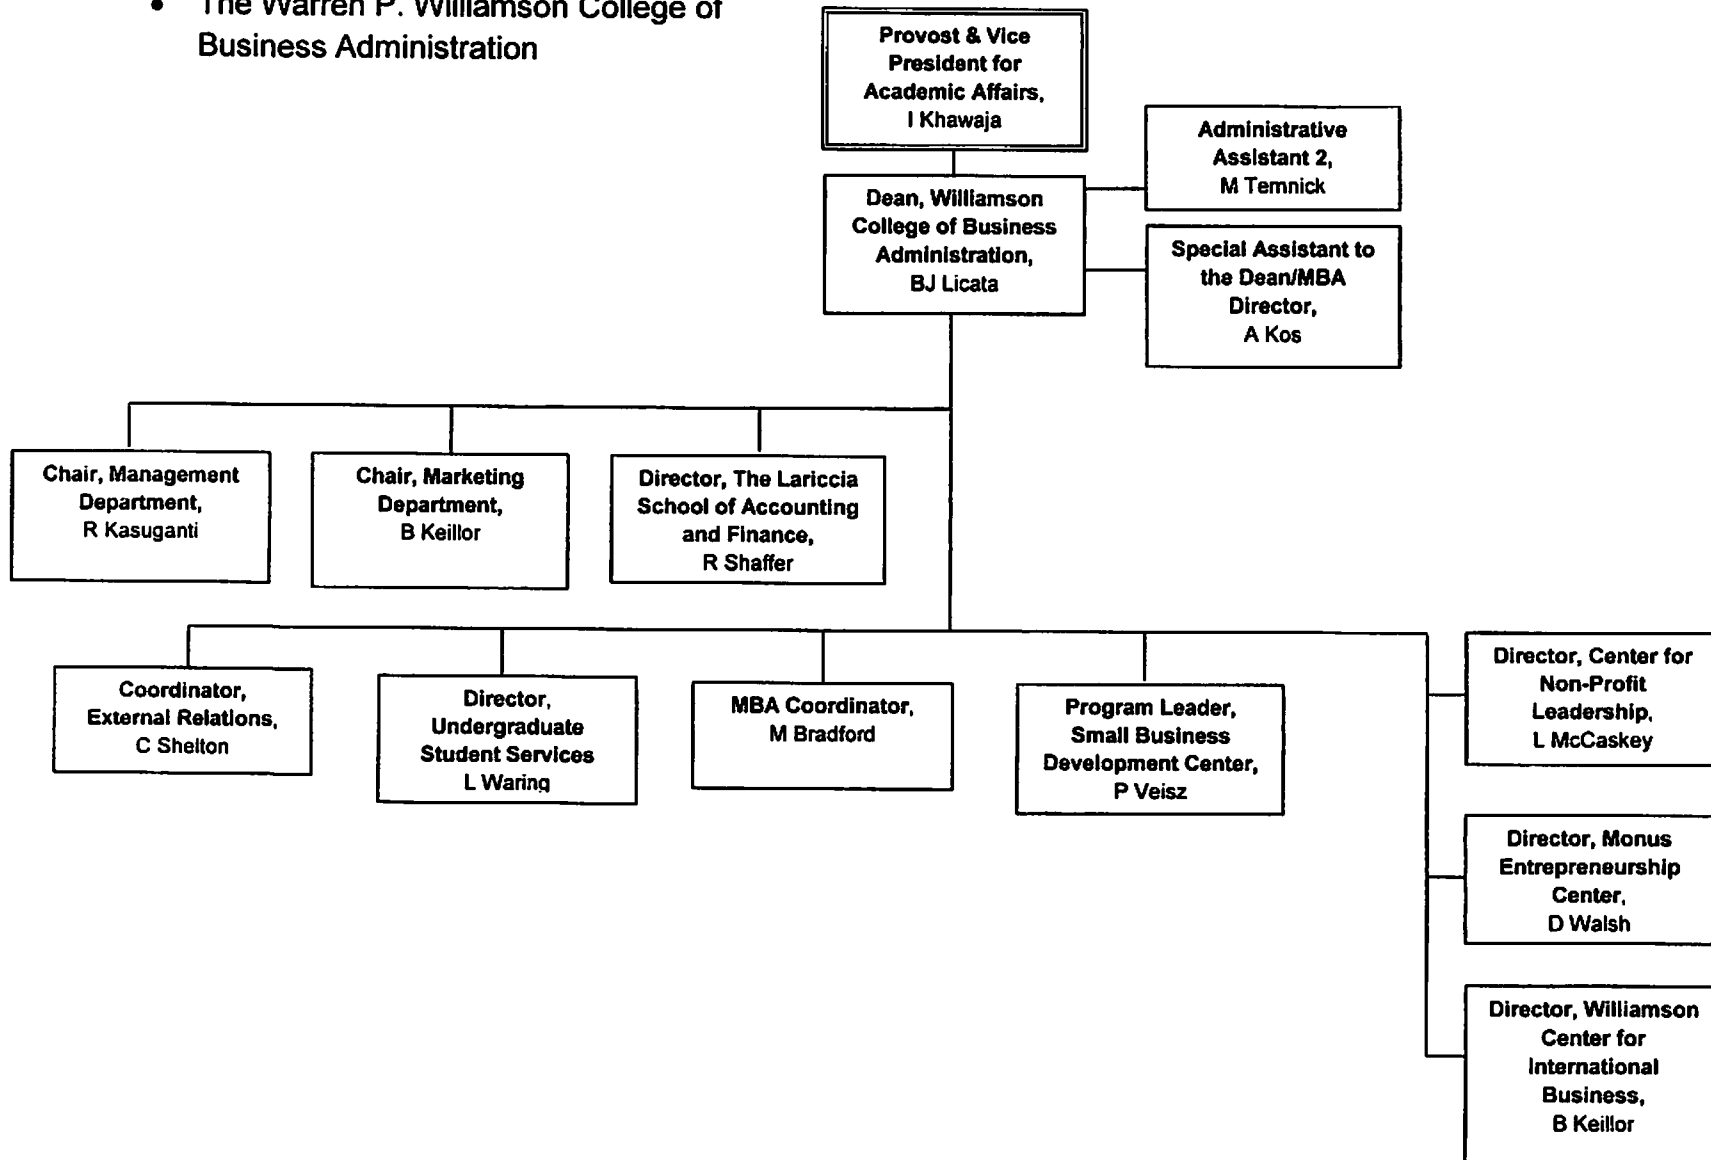 • The Warren P. Williamson College of
Business Administration
Provost & Vice
President for
Academic Affairs,
I Khawaja
Administrative
Assistant 2,
M Temnick
Dean, Williamson
College of Business
Administration,
BJ Licata
Special Assistant to
the Dean/MBA
Director,
A Kos
Chair, Management
Department,
R Kasuganti
Chair, Marketing
Department,
B Keillor
Director, The Lariccia
School of Accounting
and Finance,
R Shaffer
Coordinator,
External Relations,
C Shelton
Director,
Undergraduate
Student Services
L Waring
MBA Coordinator,
M Bradford
Program Leader,
Small Business
Development Center,
P Veisz
Director, Center for
Non-Profit
Leadership,
L McCaskey
Director, Monus
Entrepreneurship
Center,
D Walsh
Director, Williamson
Center for
International
Business,
B Keillor